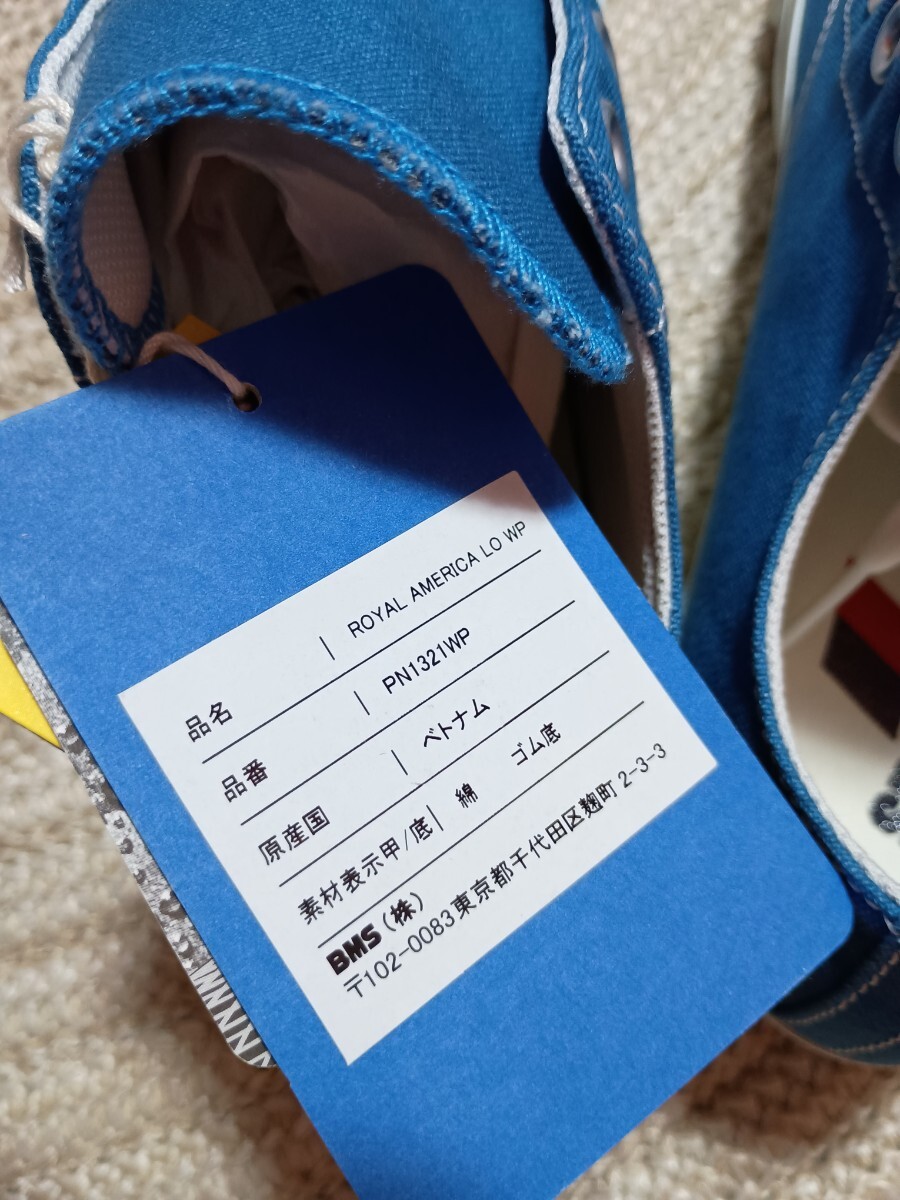 品名 | ROYAL AMERICA LO WP
品番 | PN1321WP
原産国 | ベトナム
素材表示甲/底| 綿 ゴム底
BMS (株)
〒102-0083東京都千代田区麹町2-3-3